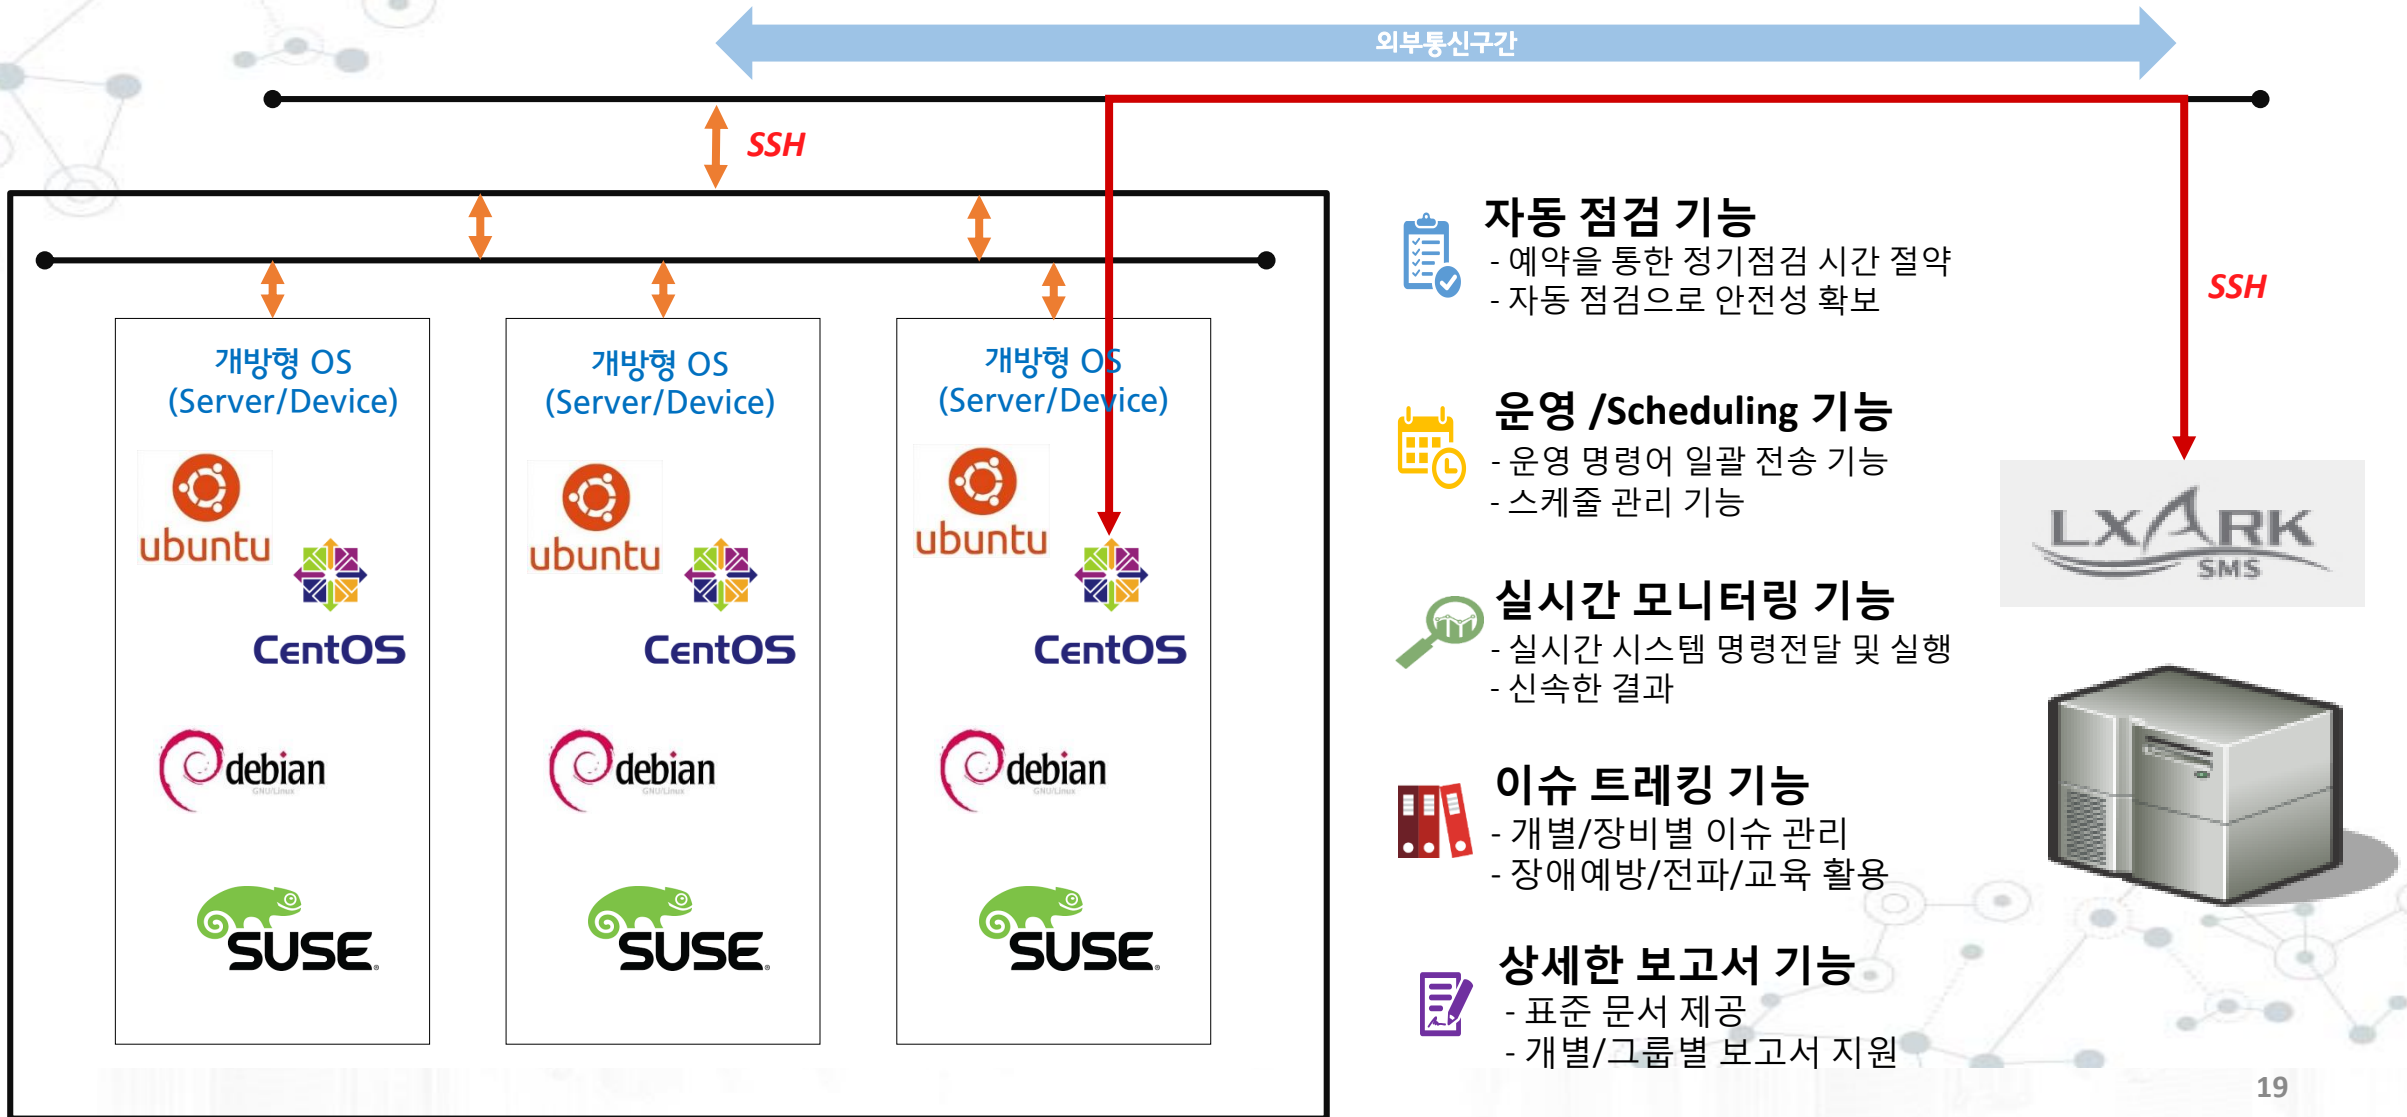 외부통신구간
SSH
개방형 OS
(Server/Device)
ubuntu
CentOS
debian
GNU/Linux
SUSE
개방형 OS
(Server/Device)
ubuntu
CentOS
debian
GNU/Linux
SUSE
개방형 OS
(Server/Device)
ubuntu
CentOS
debian
GNU/Linux
SUSE
자동 점검 기능
- 예약을 통한 정기점검 시간 절약
- 자동 점검으로 안전성 확보
운영 /Scheduling 기능
- 운영 명령어 일괄 전송 기능
- 스케줄 관리 기능
실시간 모니터링 기능
- 실시간 시스템 명령전달 및 실행
- 신속한 결과
이슈 트레킹 기능
- 개별/장비별 이슈 관리
- 장애예방/전파/교육 활용
상세한 보고서 기능
- 표준 문서 제공
- 개별/그룹별 보고서 지원
SSH
LXARK
SMS
19